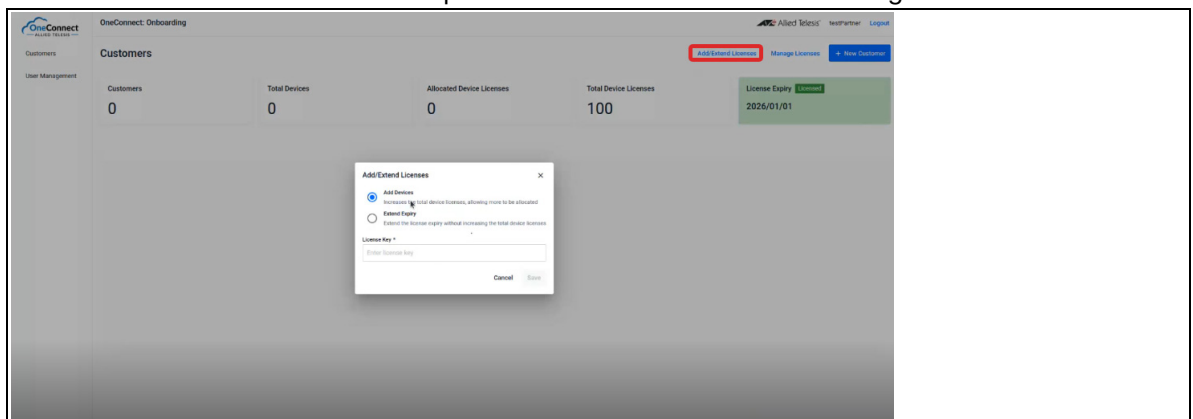 OneConnect
ALLIED TELESIS
OneConnect: Onboarding
Allied Telesis
testPartner
Logout
Customers
User Management
Customers
Add/Extend Licenses
Manage Licenses
+ New Customer
Customers
0
Total Devices
0
Allocated Device Licenses
0
Total Device Licenses
100
License Expiry Licensed
2026/01/01
Add/Extend Licenses
Add Devices
Increases the total device licenses, allowing more to be allocated
Extend Expiry
Extend the license expiry without increasing the total device licenses
License Key *
Enter license key
Cancel
Save